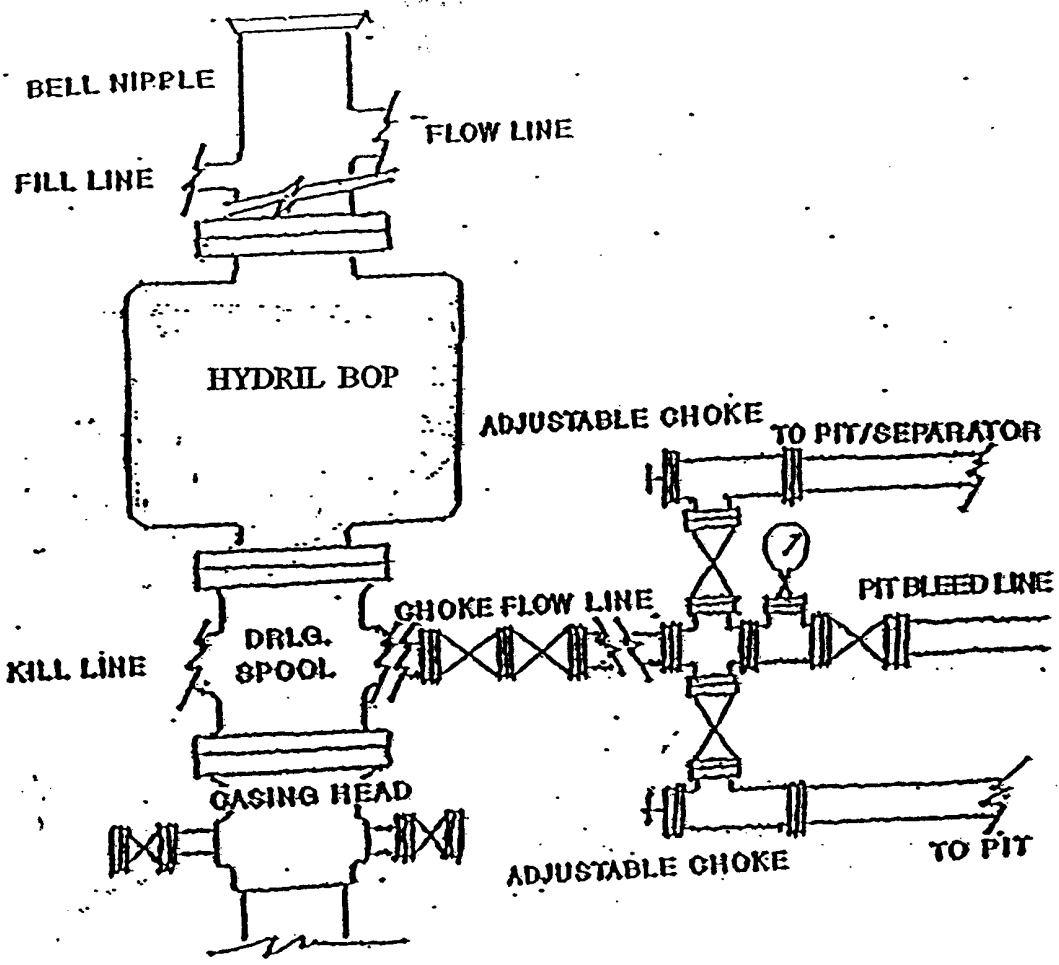 BELL NIPPLE
FLOW LINE
FILL LINE
HYDRIL BOP
ADJUSTABLE CHOKE
TO PIT/SEPARATOR
PIT BLEED LINE
CHOKE FLOW LINE
DRLG.
SPOOL
KILL LINE
CASING HEAD
ADJUSTABLE CHOKE
TO PIT